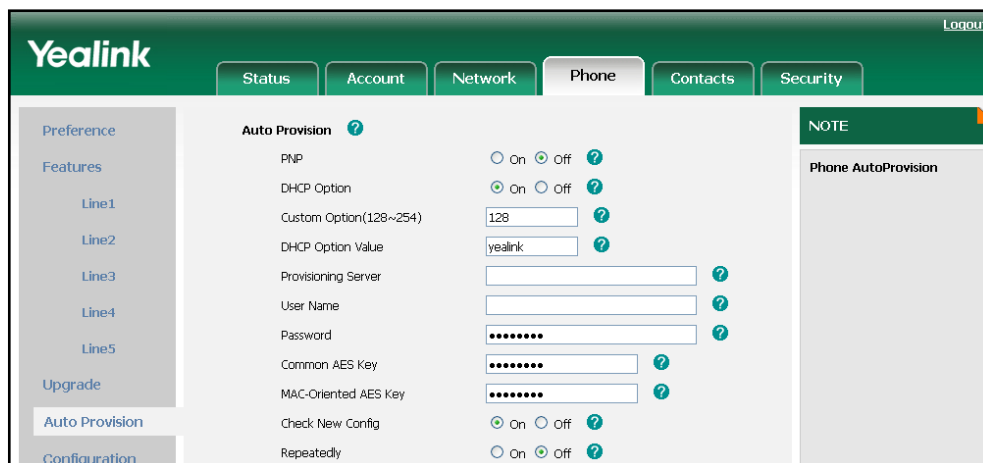 Logout
Yealink
Status Account Network Phone Contacts Security
Preference
Features
Line1
Line2
Line3
Line4
Line5
Upgrade
Auto Provision
Configuration
Auto Provision ?
PNP On Off ?
DHCP Option On Off ?
Custom Option(128~254) 128 ?
DHCP Option Value yealink ?
Provisioning Server ?
User Name ?
Password •••••••• ?
Common AES Key •••••••• ?
MAC-Oriented AES Key •••••••• ?
Check New Config On Off ?
Repeatedly On Off ?
NOTE
Phone AutoProvision